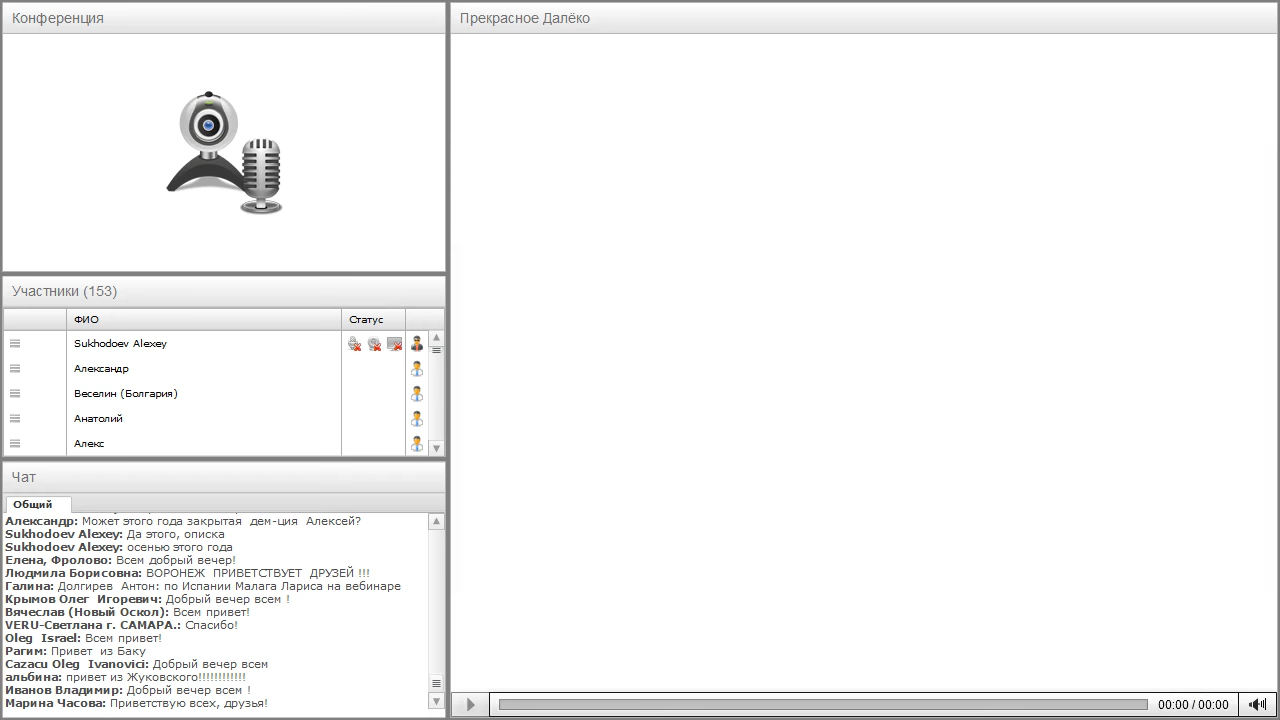 Конференция
Прекрасное Далёко
Участники (153)
ФИО Статус
Sukhodoev Alexey
Александр
Веселин (Болгария)
Анатолий
Алекс
Чат
Общий
Александр: Может этого года закрытая дем-ция Алексей?
Sukhodoev Alexey: Да этого, описка
Sukhodoev Alexey: осенью этого года
Елена, Фролово: Всем добрый вечер!
Людмила Борисовна: ВОРОНЕЖ ПРИВЕТСТВУЕТ ДРУЗЕЙ !!!
Галина: Долгирев Антон: по Испании Малага Лариса на вебинаре
Крымов Олег Игоревич: Добрый вечер всем !
Вячеслав (Новый Оскол): Всем привет!
VERU-Светлана г. САМАРА.: Спасибо!
Oleg Israel: Всем привет!
Рагим: Привет из Баку
Cazacu Oleg Ivanovici: Добрый вечер всем
альбина: привет из Жуковского!!!!!!!!!!!!
Иванов Владимир: Добрый вечер всем !
Марина Часова: Приветствую всех, друзья!
00:00 / 00:00